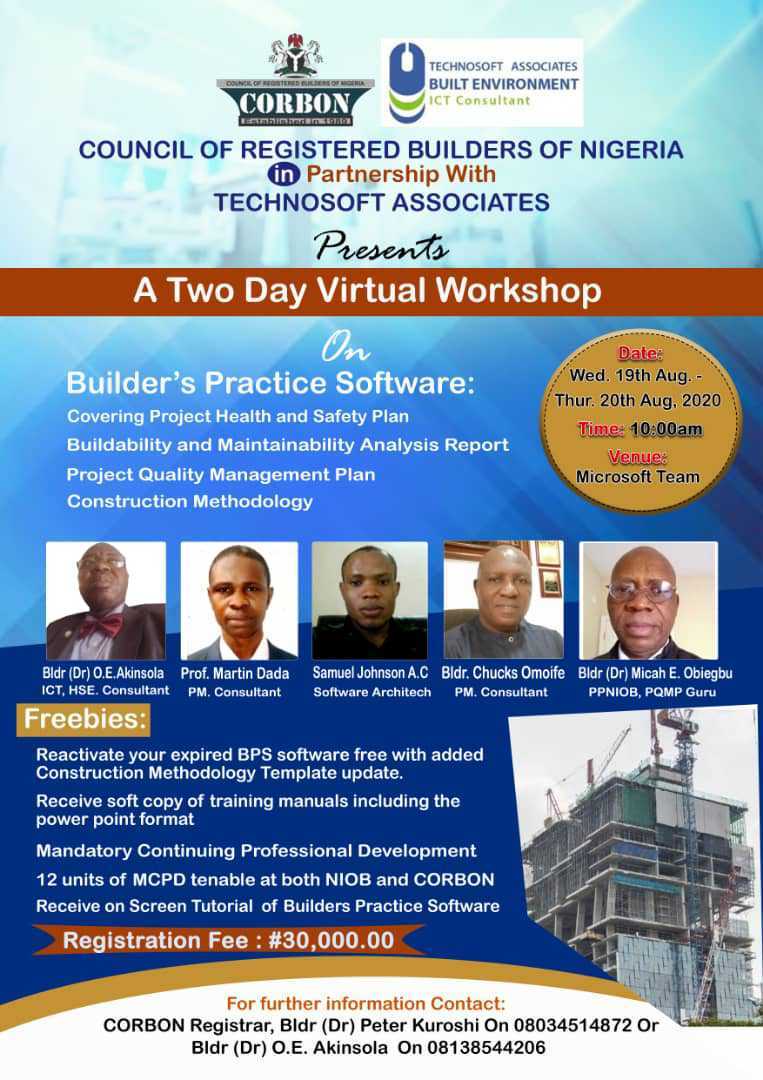 COUNCIL OF REGISTERED BUILDERS OF NIGERIA
CORBON
Established in 1989
TECHNOSOFT ASSOCIATES
BUILT ENVIRONMENT
ICT Consultant
COUNCIL OF REGISTERED BUILDERS OF NIGERIA
in Partnership With
TECHNOSOFT ASSOCIATES
Presents
A Two Day Virtual Workshop
On
Builder's Practice Software:
Covering Project Health and Safety Plan
Buildability and Maintainability Analysis Report
Project Quality Management Plan
Construction Methodology
Date:
Wed. 19th Aug. -
Thur. 20th Aug, 2020
Time: 10:00am
Venue:
Microsoft Team
Bldr (Dr) O.E.Akinsola
ICT, HSE. Consultant
Prof. Martin Dada
PM. Consultant
Samuel Johnson A.C
Software Architech
Bldr. Chucks Omoife
PM. Consultant
Bldr (Dr) Micah E. Obiegbu
PPNIOB, PQMP Guru
Freebies:
Reactivate your expired BPS software free with added
Construction Methodology Template update.
Receive soft copy of training manuals including the
power point format
Mandatory Continuing Professional Development
12 units of MCPD tenable at both NIOB and CORBON
Receive on Screen Tutorial of Builders Practice Software
Registration Fee : #30,000.00
For further information Contact:
CORBON Registrar, Bldr (Dr) Peter Kuroshi On 08034514872 Or
Bldr (Dr) O.E. Akinsola On 08138544206